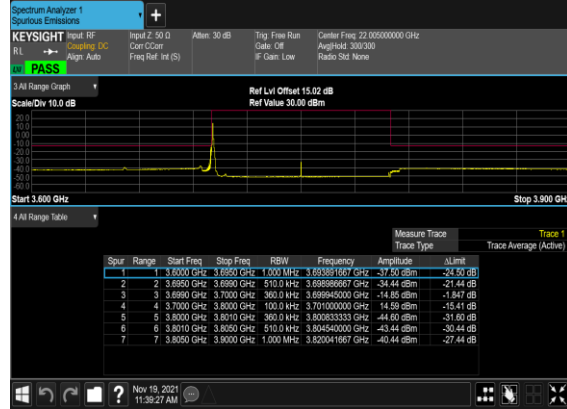 Spectrum Analyzer 1
Spurious Emissions
KEYSIGHT Input: RF Input Z: 50 Ω Atten: 30 dB Trig: Free Run Center Freq: 22.005000000 GHz
RL Coupling: DC Corr CCorr Gate: Off Avg|Hold: 300/300
Align: Auto Freq Ref: Int (S) IF Gain: Low Radio Std: None
PASS
3 All Range Graph
Ref Lvl Offset 15.02 dB
Scale/Div 10.0 dB Ref Value 30.00 dBm
20.0
10.0
0.00
-10.0
-20.0
-30.0
-40.0
-50.0
-60.0
Start 3.600 GHz Stop 3.900 GH
4 All Range Table
Measure Trace Trace 1
Trace Type Trace Average (Active)
Spur Range Start Freq Stop Freq RBW Frequency Amplitude ΔLimit
1 1 3.6000 GHz 3.6950 GHz 1.000 MHz 3.693891667 GHz -37.50 dBm -24.50 dB
2 2 3.6950 GHz 3.6990 GHz 510.0 kHz 3.698986667 GHz -34.44 dBm -21.44 dB
3 3 3.6990 GHz 3.7000 GHz 360.0 kHz 3.699945000 GHz -14.85 dBm -1.847 dB
4 4 3.7000 GHz 3.8000 GHz 100.0 kHz 3.701000000 GHz 14.59 dBm -15.41 dB
5 5 3.8000 GHz 3.8010 GHz 360.0 kHz 3.800833333 GHz -44.60 dBm -31.60 dB
6 6 3.8010 GHz 3.8050 GHz 510.0 kHz 3.804540000 GHz -43.44 dBm -30.44 dB
7 7 3.8050 GHz 3.9000 GHz 1.000 MHz 3.820041667 GHz -40.44 dBm -27.44 dB
Nov 19, 2021
11:39:27 AM